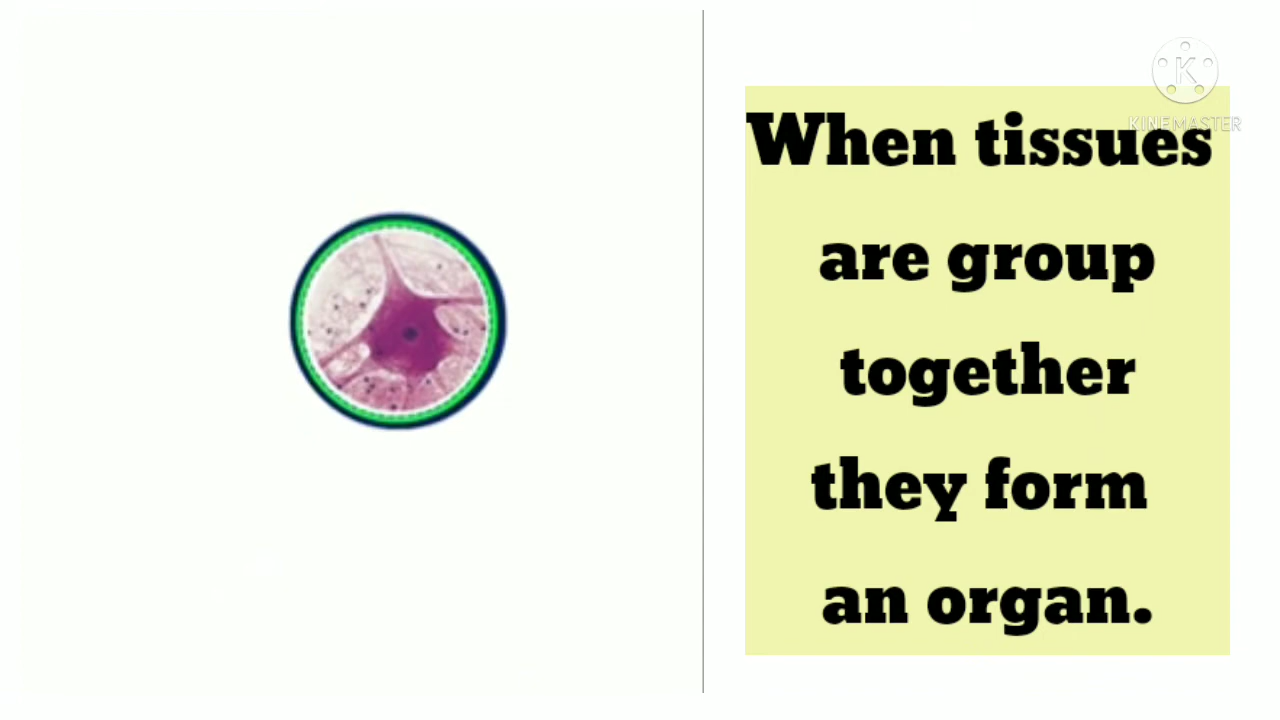 K
KINEMASTER
When tissues
are group
together
they form
an organ.